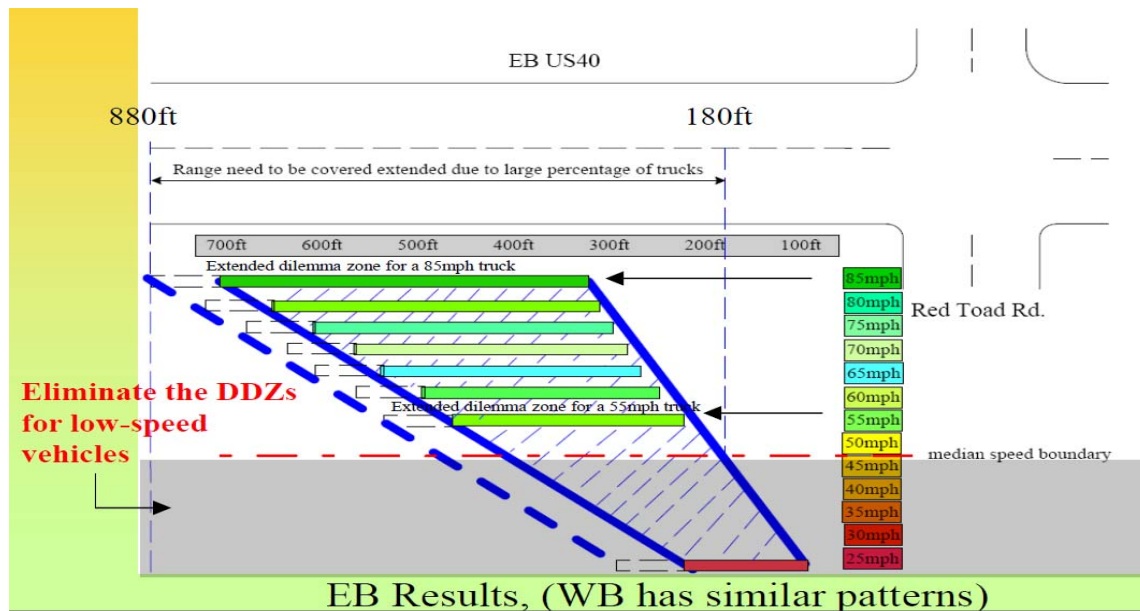 EB US40
880ft
180ft
Range need to be covered extended due to large percentage of trucks
700ft 600ft 500ft 400ft 300ft 200ft 100ft
Extended dilemma zone for a 85mph truck
85mph
80mph
Red Toad Rd.
75mph
70mph
65mph
Eliminate the DDZs
for low-speed
vehicles
60mph
Extended dilemma zone for a 55mph truck
55mph
50mph
median speed boundary
45mph
40mph
35mph
30mph
25mph
EB Results, (WB has similar patterns)